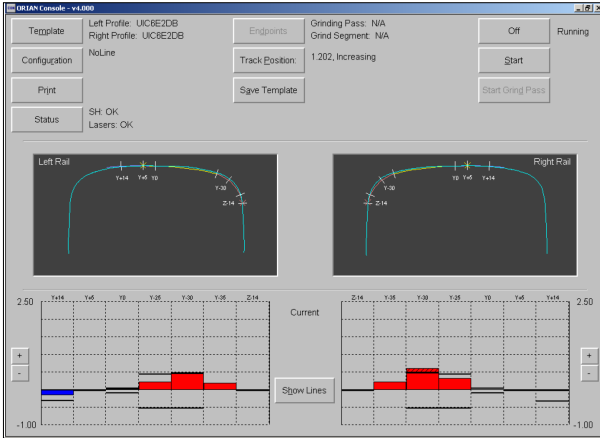 ORIAN Console - v4.000
Template
Left Profile: UIC6E2DB
Right Profile: UIC6E2DB
Endpoints
Grinding Pass: N/A
Grind Segment: N/A
Off
Running
Configuration
NoLine
Track Position:
1.202, Increasing
Start
Print
Save Template
Start Grind Pass
Status
SH: OK
Lasers: OK
Left Rail
Right Rail
Y+14 Y+5 Y0
Y-30
Z-14
Y0 Y+5 Y+14
Y-30
Z-14
2.50
Y+14 Y+5 Y0 Y-25 Y-30 Y-35 Z-14
Current
Z-14 Y-35 Y-30 Y-25 Y0 Y+5 Y+14
2.50
+
-
Show Lines
+
-
-1.00
-1.00